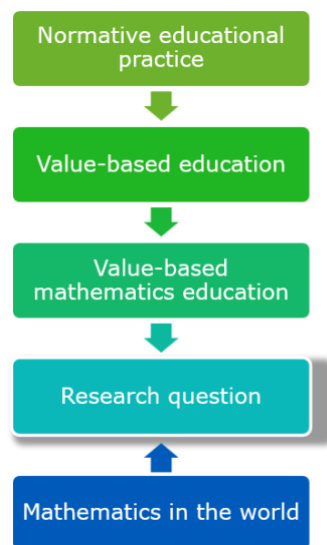 Normative educational
practice
Value-based education
Value-based
mathematics education
Research question
Mathematics in the world